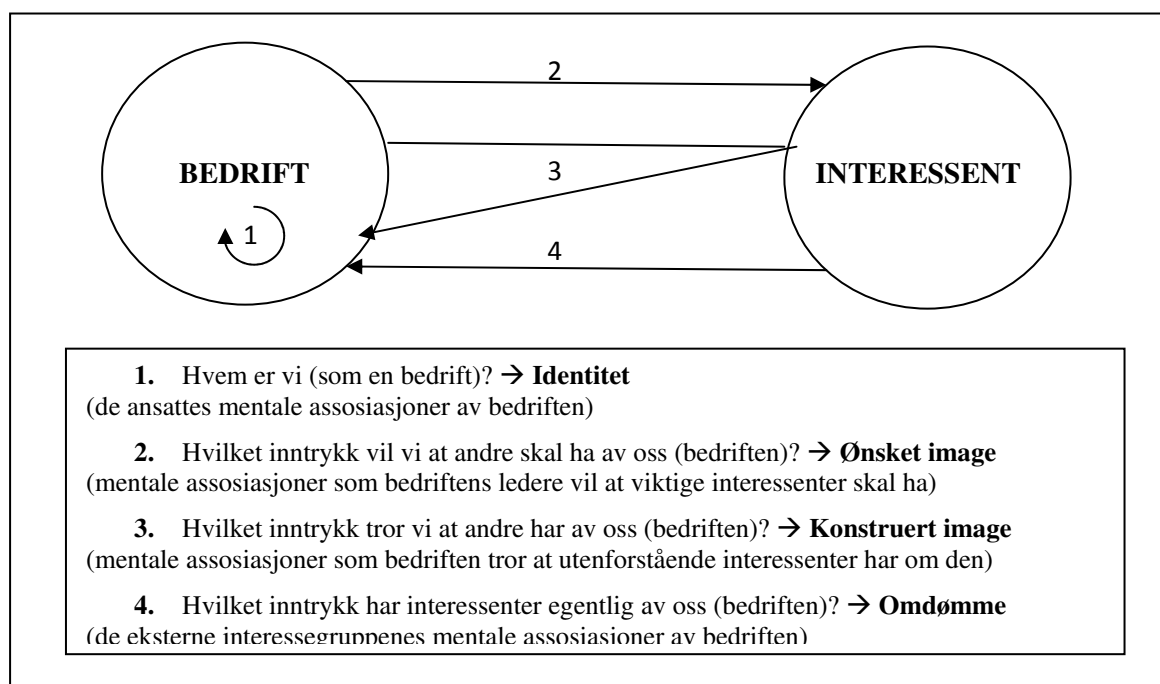 2
BEDRIFT
3
INTERESSENT
1
4
1. Hvem er vi (som en bedrift)? → Identitet
(de ansattes mentale assosiasjoner av bedriften)
2. Hvilket inntrykk vil vi at andre skal ha av oss (bedriften)? → Ønsket image
(mentale assosiasjoner som bedriftens ledere vil at viktige interessenter skal ha)
3. Hvilket inntrykk tror vi at andre har av oss (bedriften)? → Konstruert image
(mentale assosiasjoner som bedriften tror at utenforstående interessenter har om den)
4. Hvilket inntrykk har interessenter egentlig av oss (bedriften)? → Omdømme
(de eksterne interessegruppenes mentale assosiasjoner av bedriften)